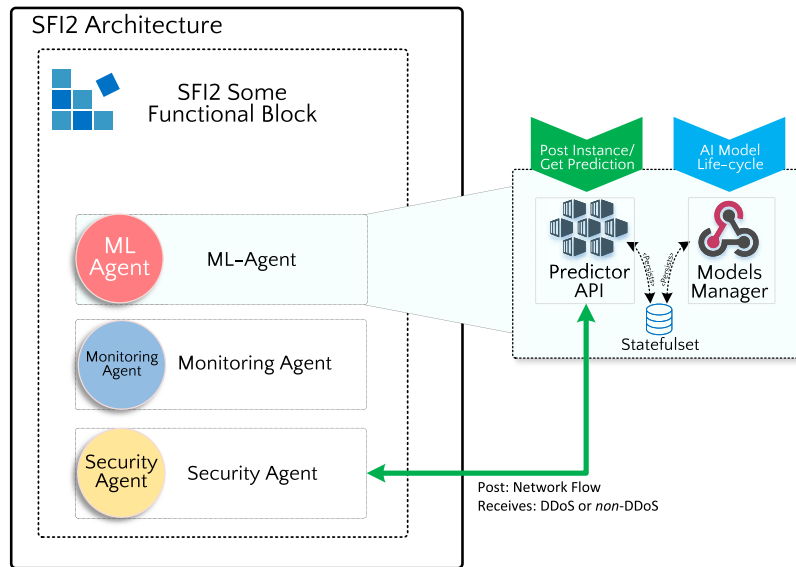 SFI2 Architecture
SFI2 Some
Functional Block
ML
Agent
ML-Agent
Monitoring
Agent
Monitoring Agent
Security
Agent
Security Agent
Post Instance/
Get Prediction
AI Model
Life-cycle
Predictor
API
Models
Manager
Persists
Persists
Statefulset
Post: Network Flow
Receives: DDoS or non-DDoS